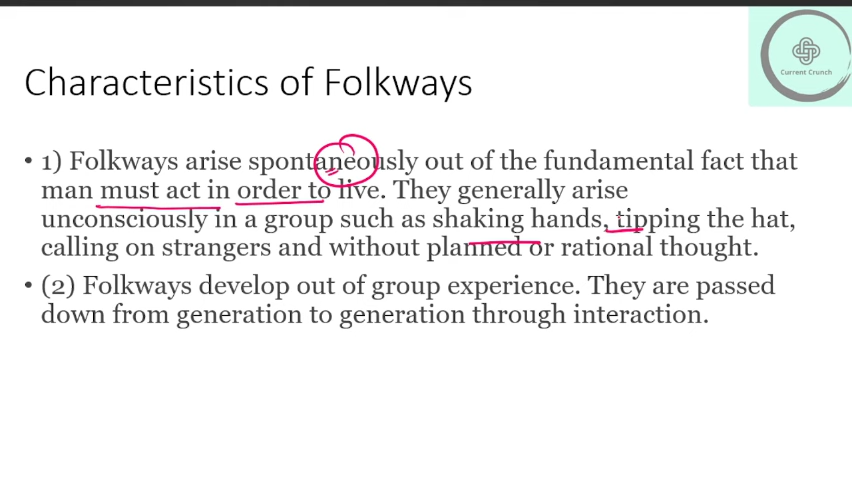 Current Crunch
Characteristics of Folkways
• 1) Folkways arise spontaneously out of the fundamental fact that
man must act in order to live. They generally arise
unconsciously in a group such as shaking hands, tipping the hat,
calling on strangers and without planned or rational thought.
• (2) Folkways develop out of group experience. They are passed
down from generation to generation through interaction.